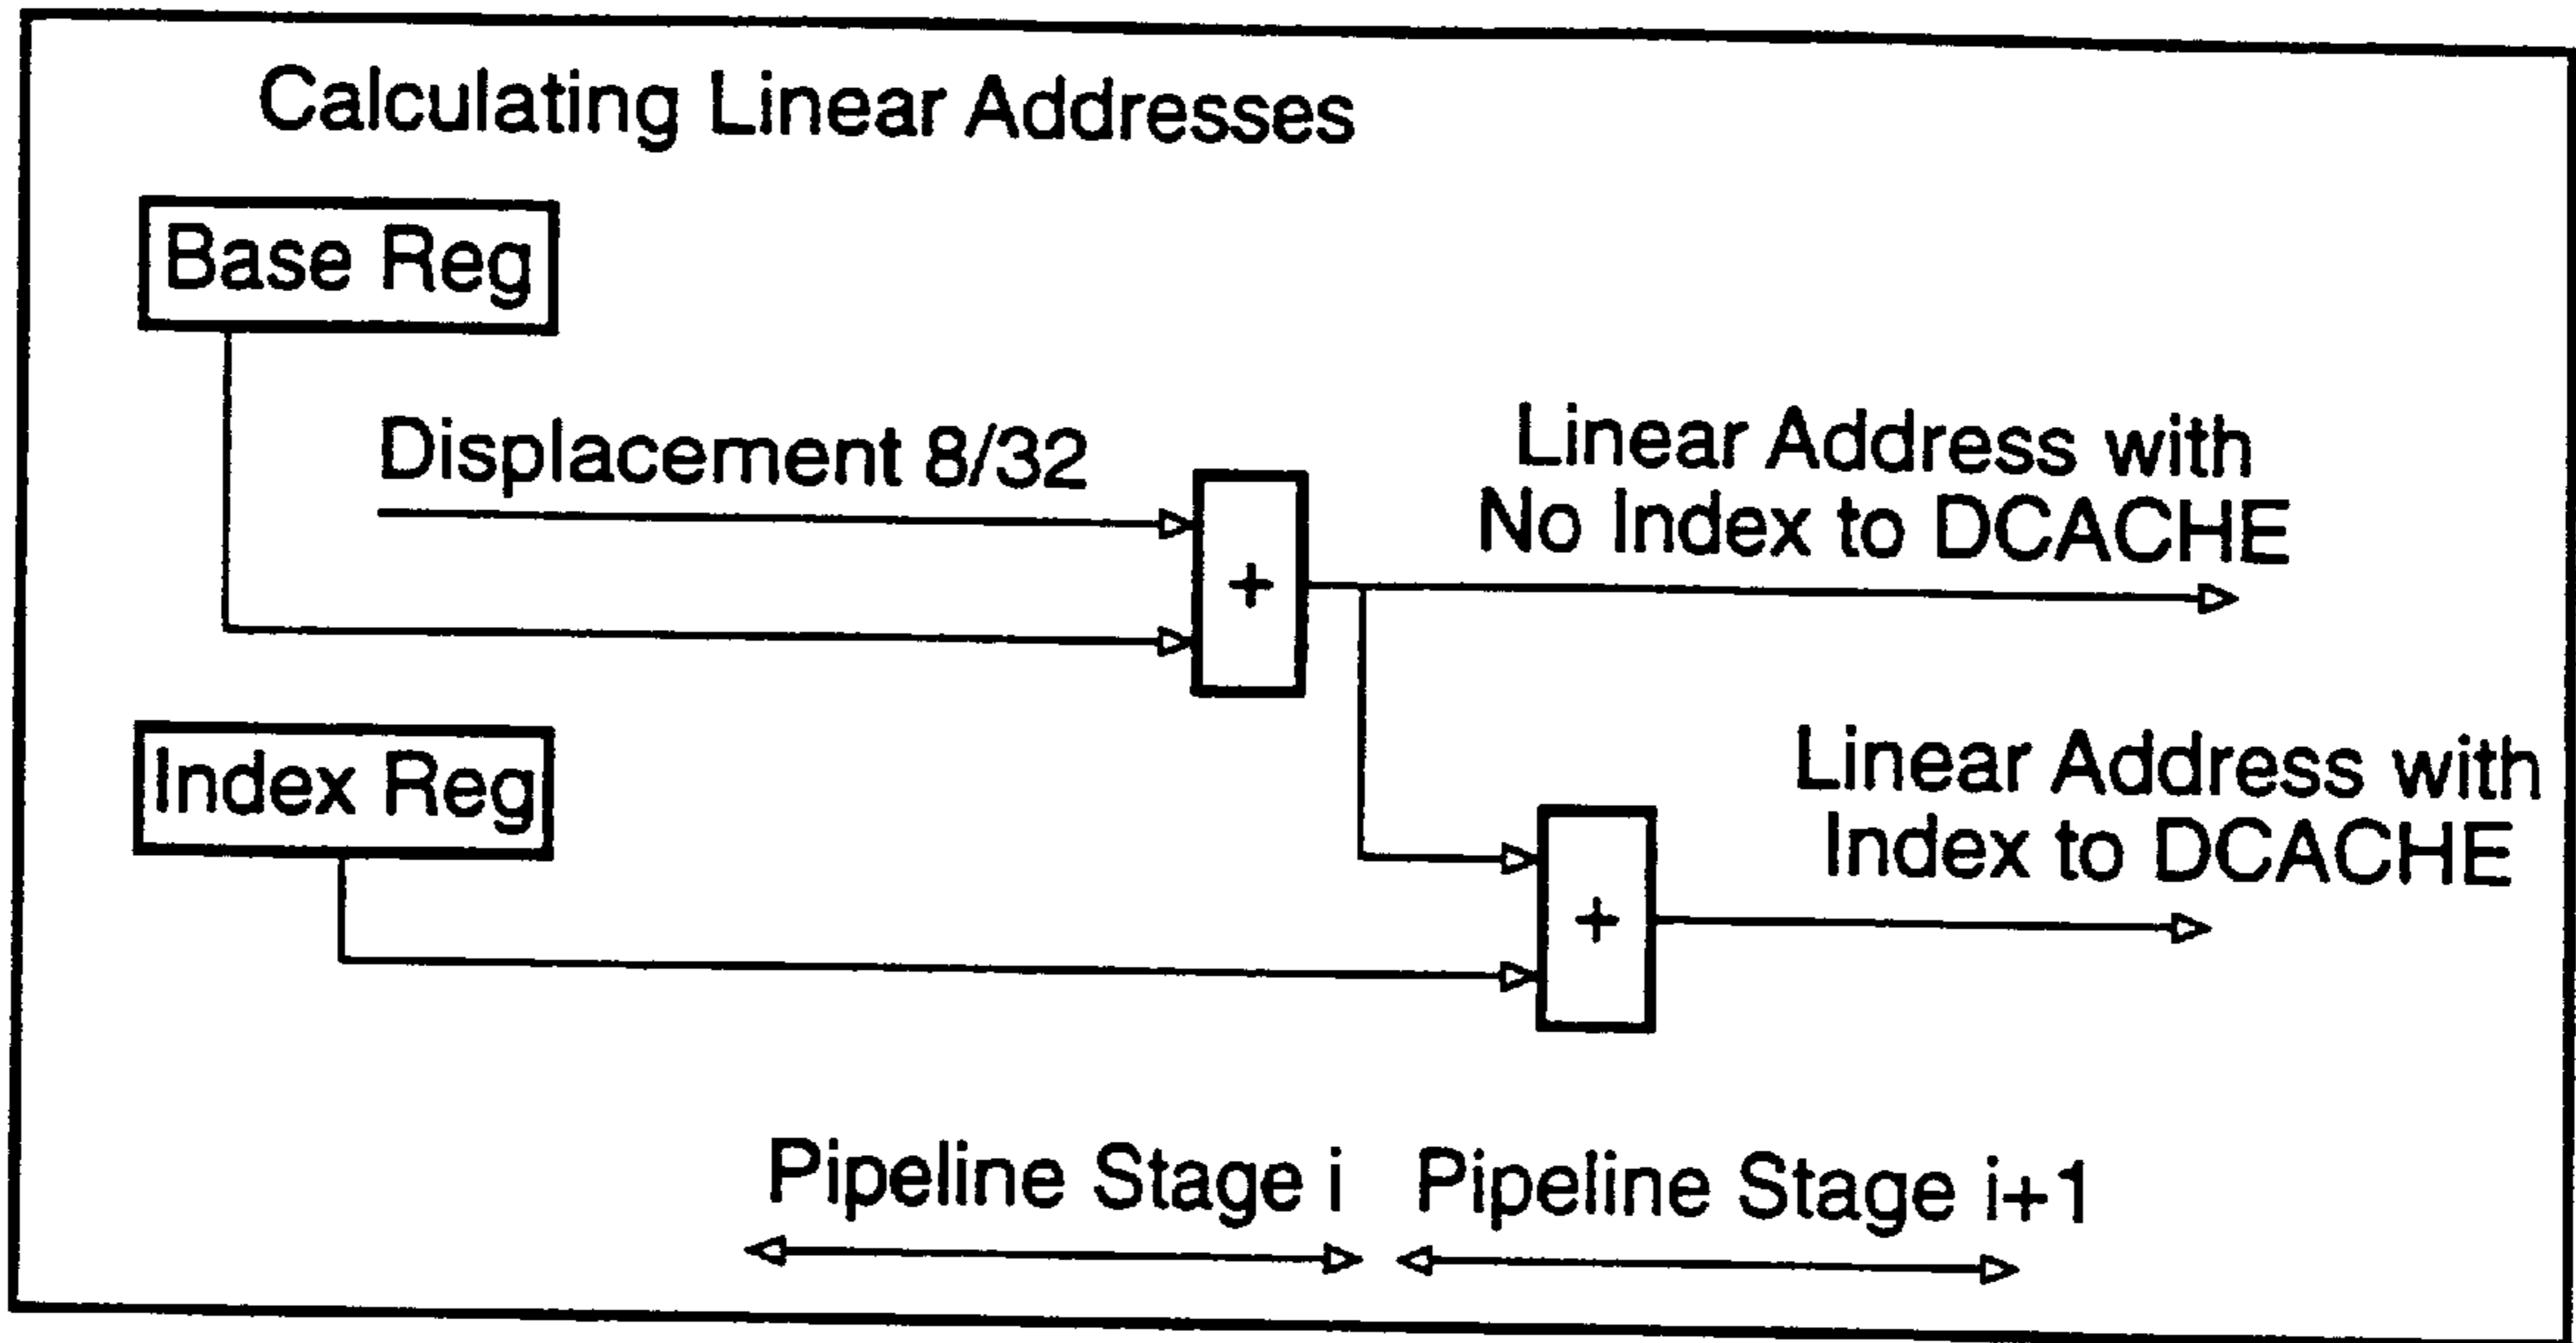 Calculating Linear Addresses
Base Reg
Displacement 8/32
+
Linear Address with
No Index to DCACHE
Index Reg
+
Linear Address with
Index to DCACHE
Pipeline Stage i
Pipeline Stage i+1